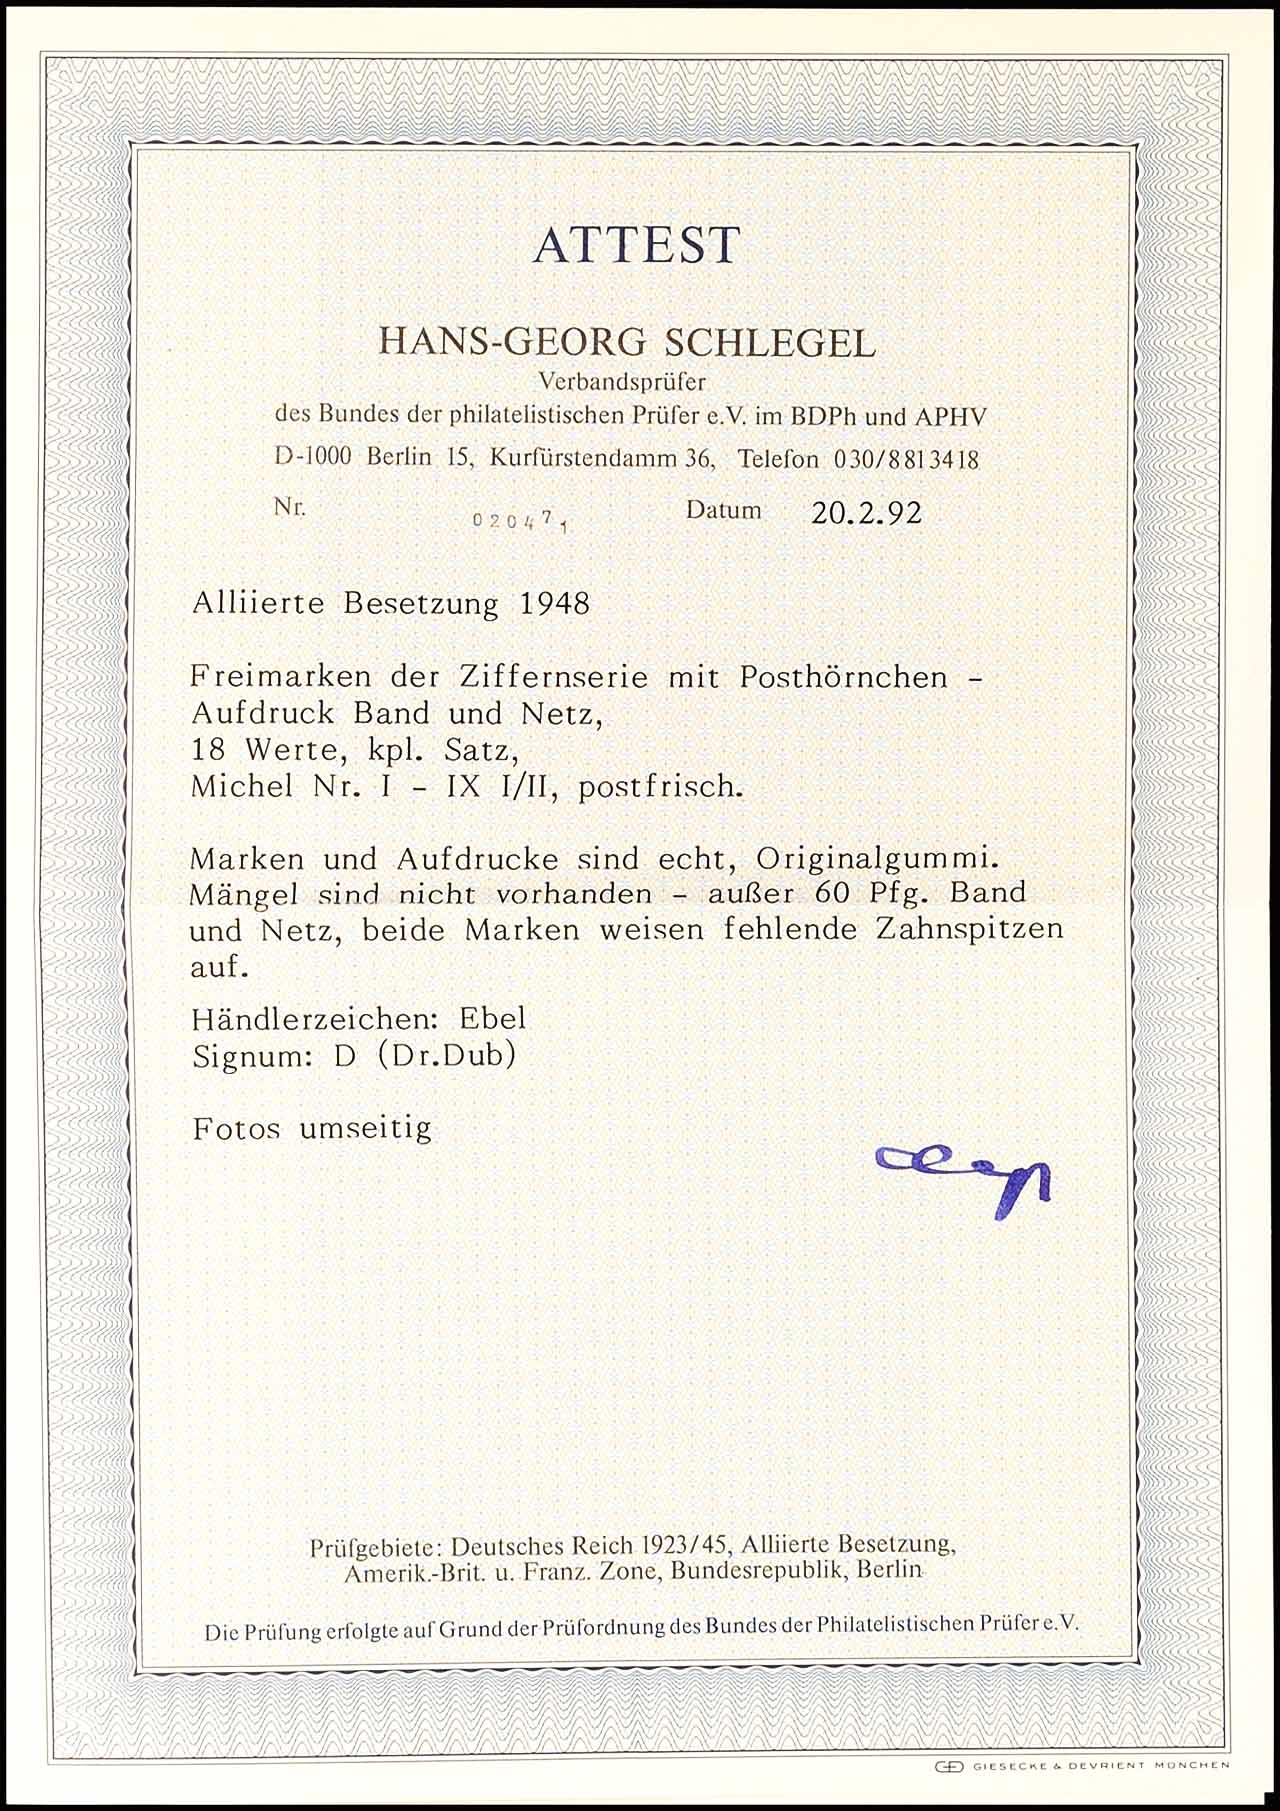 ATTEST
HANS-GEORG SCHLEGEL
Verbandsprüfer
des Bundes der philatelistischen Prüfer e.V. im BDPh und APHV
D-1000 Berlin 15, Kurfürstendamm 36, Telefon 030/8813418
Nr. 020471 Datum 20.2.92
Alliierte Besetzung 1948
Freimarken der Ziffernserie mit Posthörnchen -
Aufdruck Band und Netz,
18 Werte, kpl. Satz,
Michel Nr. I - IX I/II, postfrisch.
Marken und Aufdrucke sind echt, Originalgummi.
Mängel sind nicht vorhanden - außer 60 Pfg. Band
und Netz, beide Marken weisen fehlende Zahnspitzen
auf.
Händlerzeichen: Ebel
Signum: D (Dr.Dub)
Fotos umseitig
Prüfgebiete: Deutsches Reich 1923/45, Alliierte Besetzung,
Amerik.-Brit. u. Franz. Zone, Bundesrepublik, Berlin
Die Prüfung erfolgte auf Grund der Prüfordnung des Bundes der Philatelistischen Prüfer e.V.
GIESECKE & DEVRIENT MÜNCHEN